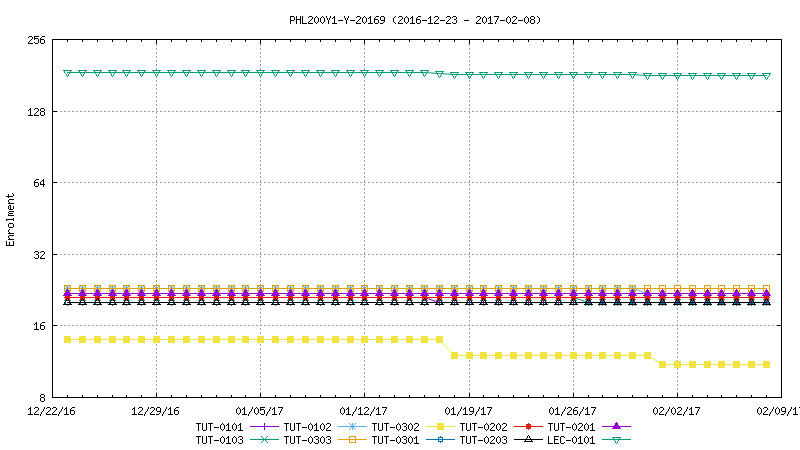 PHL200Y1-Y-20169 (2016-12-23 - 2017-02-08)
256
128
64
32
16
8
Enrolment
12/22/16 12/29/16 01/05/17 01/12/17 01/19/17 01/26/17 02/02/17 02/09/17
TUT-0101 TUT-0102 TUT-0302 TUT-0202 TUT-0201
TUT-0103 TUT-0303 TUT-0301 TUT-0203 LEC-0101